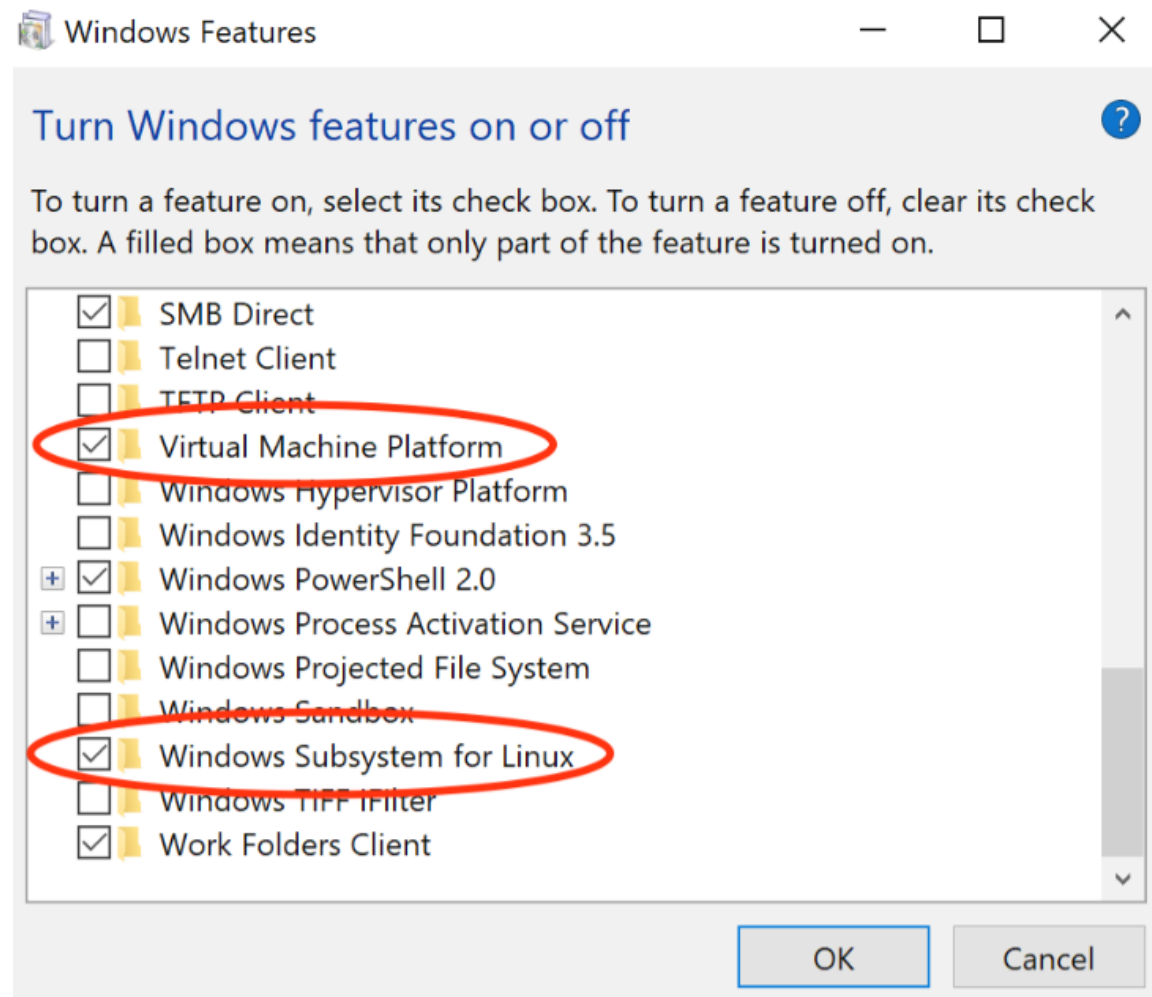 Windows Features
Turn Windows features on or off
?
To turn a feature on, select its check box. To turn a feature off, clear its check
box. A filled box means that only part of the feature is turned on.
SMB Direct
Telnet Client
TFTP Client
Virtual Machine Platform
Windows Hypervisor Platform
Windows Identity Foundation 3.5
Windows PowerShell 2.0
Windows Process Activation Service
Windows Projected File System
Windows Sandbox
Windows Subsystem for Linux
Windows TIFF IFilter
Work Folders Client
OK
Cancel